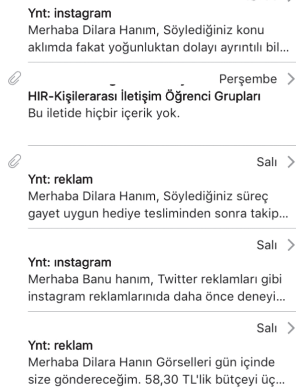 Ynt: instagram
Merhaba Dilara Hanım, Söylediğiniz konu
aklımda fakat yoğunluktan dolayı ayrıntılı bil...
Perşembe
HIR-Kişilerarası İletişim Öğrenci Grupları
Bu iletide hiçbir içerik yok.
Salı
Ynt: reklam
Merhaba Dilara Hanım, Söylediğiniz süreç
gayet uygun hediye tesliminden sonra takip...
Salı
Ynt: ınstagram
Merhaba Banu hanım, Twitter reklamları gibi
instagram reklamlarınıda daha önce deneyi...
Salı
Ynt: reklam
Merhaba Dilara Hanın Görselleri gün içinde
size göndereceğim. 58,30 TL'lik bütçeyi üç...